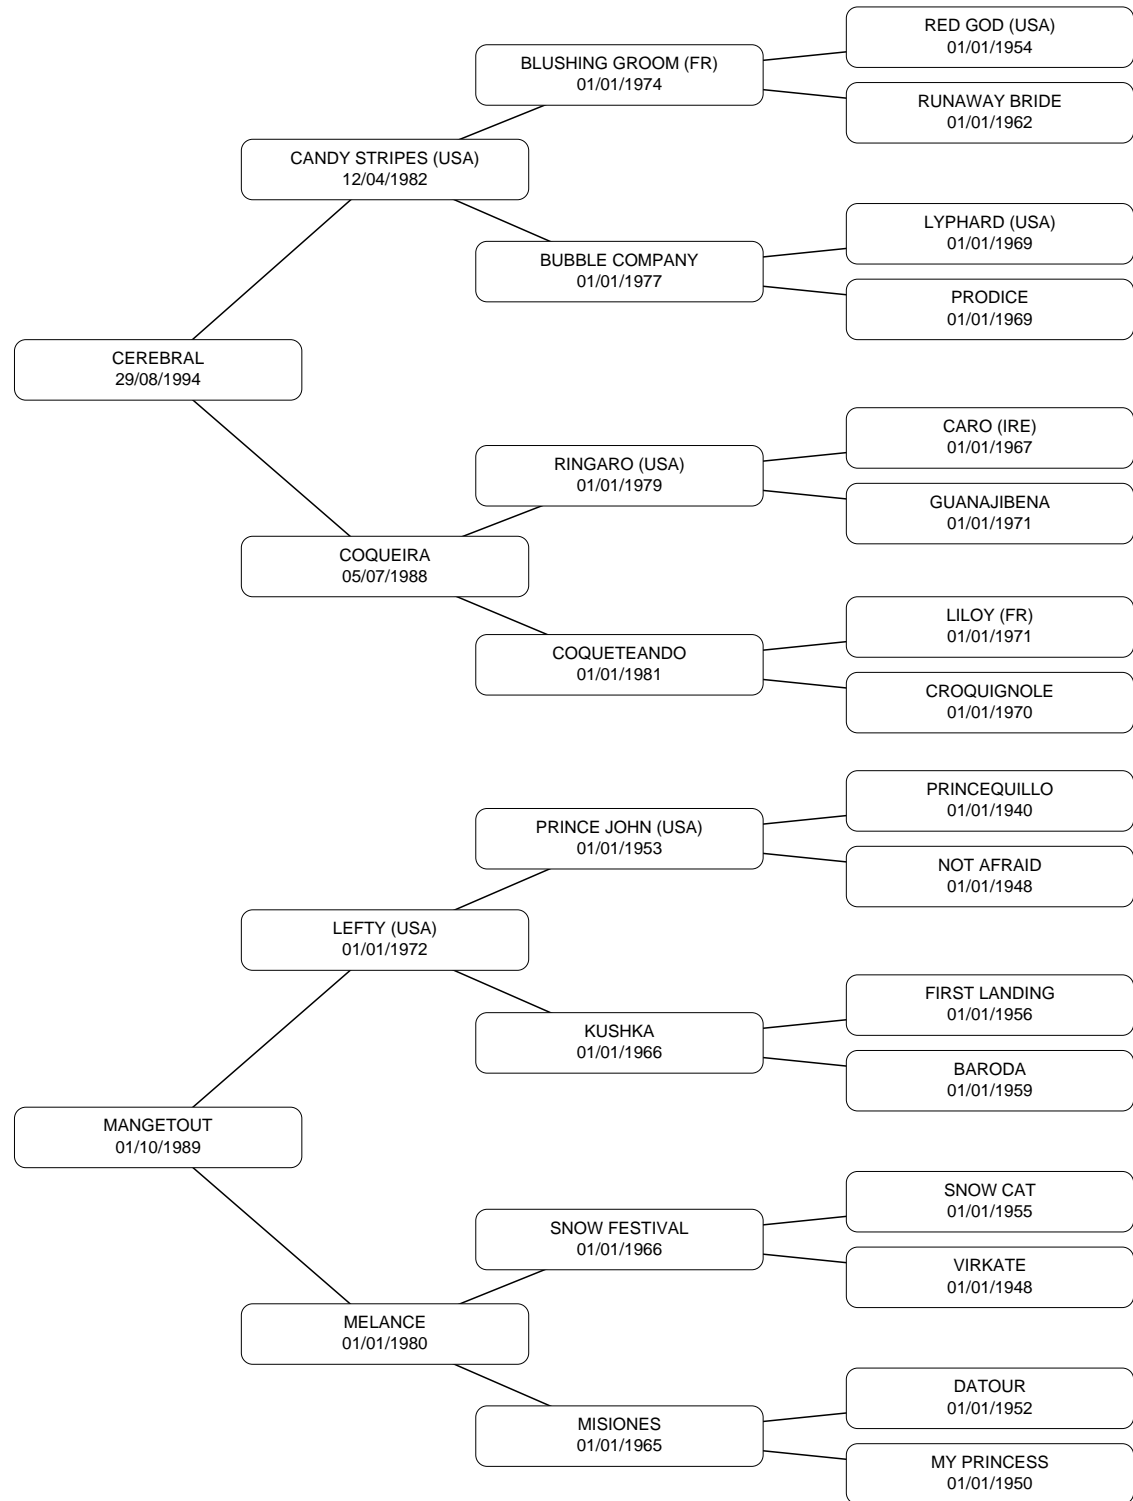 RED GOD (USA)
01/01/1954
BLUSHING GROOM (FR)
01/01/1974
RUNAWAY BRIDE
01/01/1962
CANDY STRIPES (USA)
12/04/1982
LYPHARD (USA)
01/01/1969
BUBBLE COMPANY
01/01/1977
PRODICE
01/01/1969
CEREBRAL
29/08/1994
CARO (IRE)
01/01/1967
RINGARO (USA)
01/01/1979
GUANAJIBENA
01/01/1971
COQUEIRA
05/07/1988
LILOY (FR)
01/01/1971
COQUETEANDO
01/01/1981
CROQUIGNOLE
01/01/1970
PRINCEQUILLO
01/01/1940
PRINCE JOHN (USA)
01/01/1953
NOT AFRAID
01/01/1948
LEFTY (USA)
01/01/1972
FIRST LANDING
01/01/1956
KUSHKA
01/01/1966
BARODA
01/01/1959
MANGETOUT
01/10/1989
SNOW CAT
01/01/1955
SNOW FESTIVAL
01/01/1966
VIRKATE
01/01/1948
MELANCE
01/01/1980
DATOUR
01/01/1952
MISIONES
01/01/1965
MY PRINCESS
01/01/1950